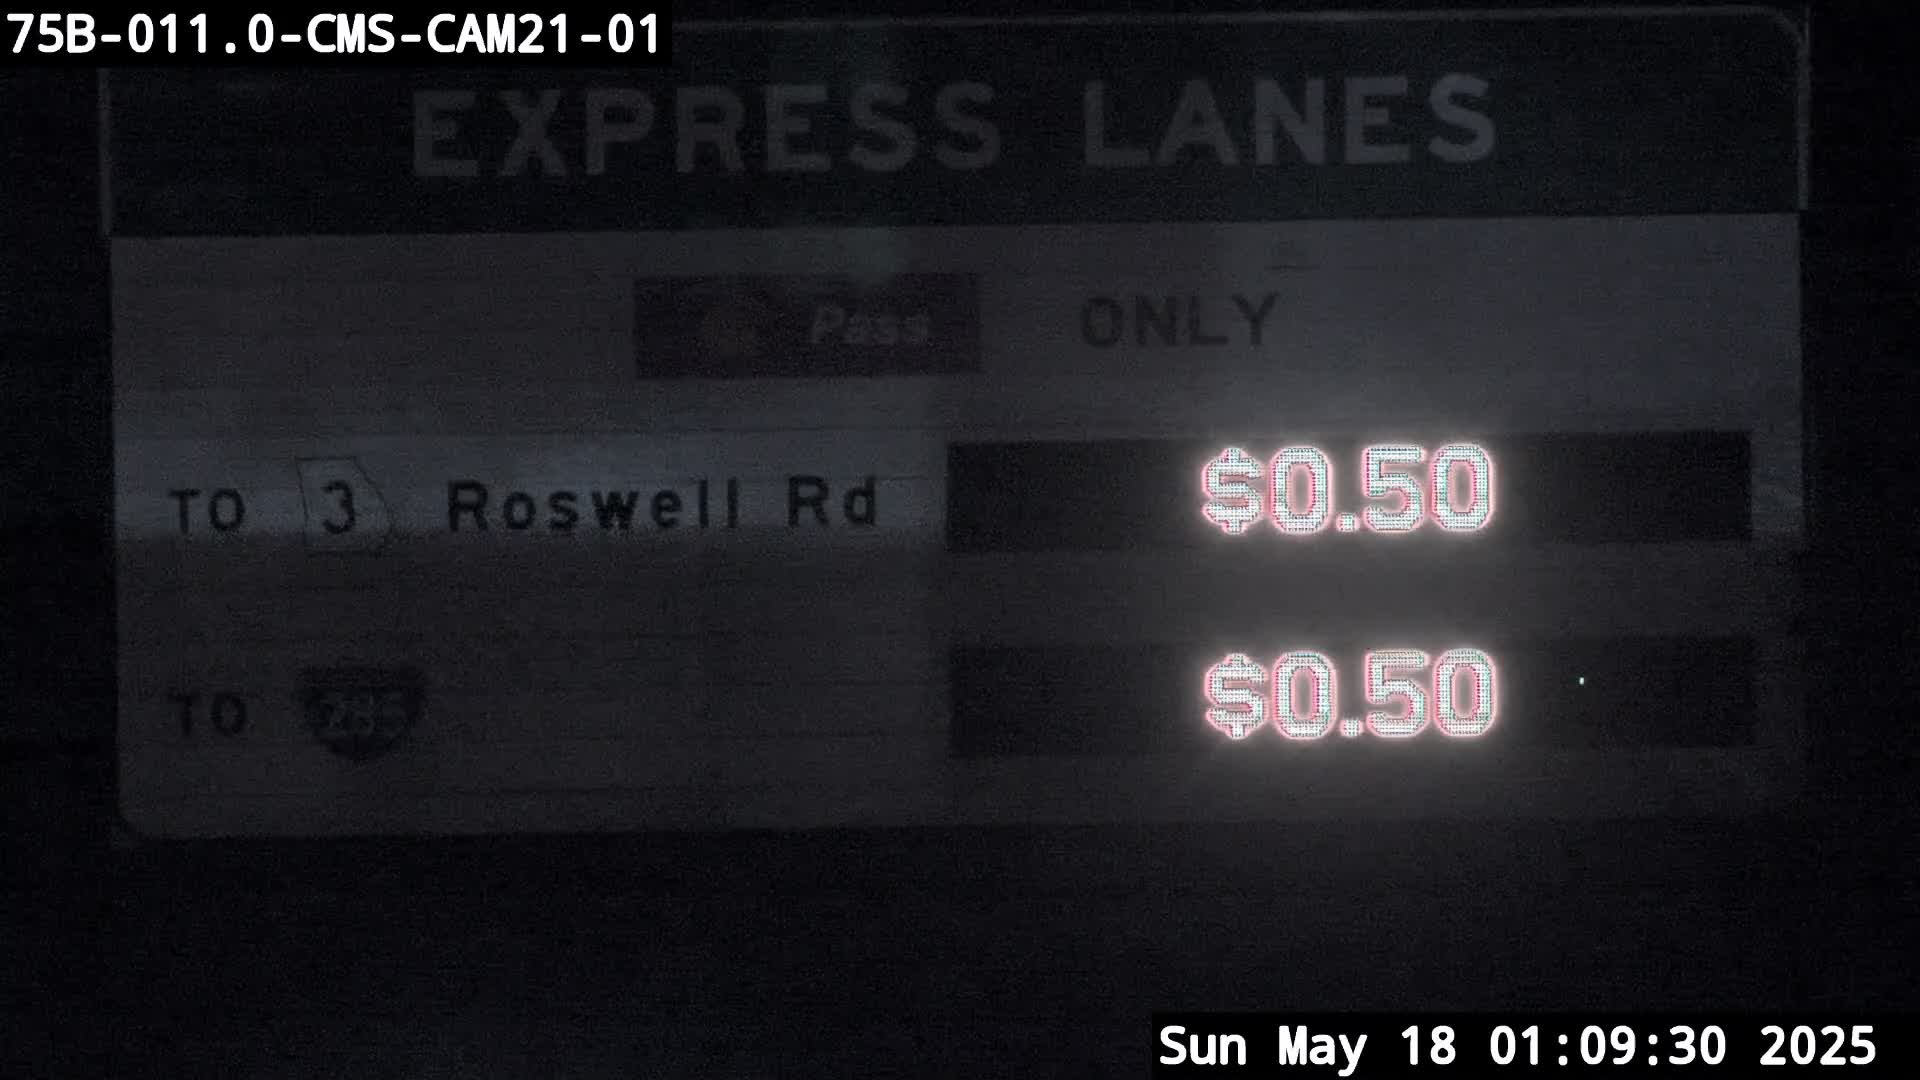 75B-011.0-CMS-CAM21-01
EXPRESS LANES
Pass ONLY
TO 3 Roswell Rd $0.50
TO 285 $0.50
Sun May 18 01:09:30 2025